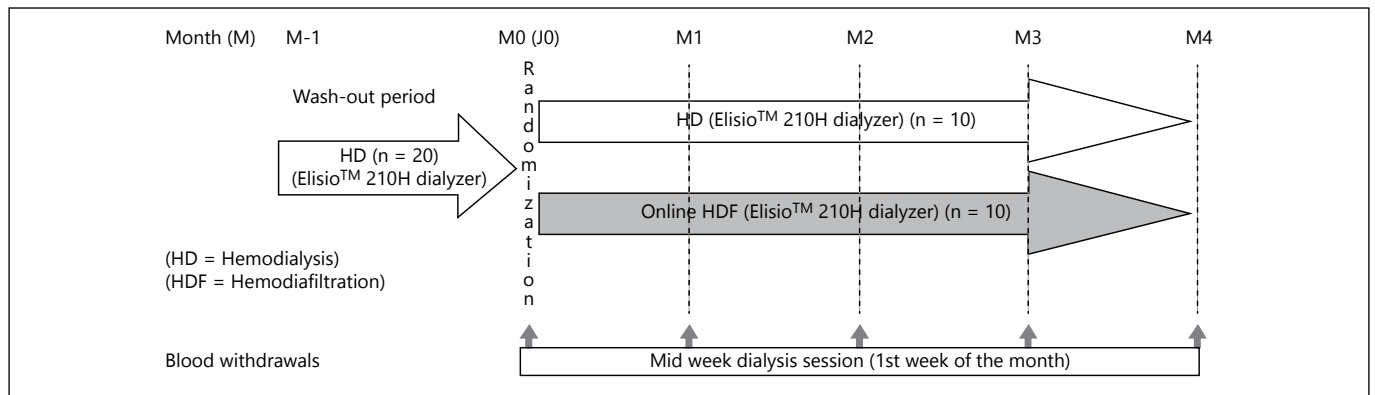 Month (M) M-1 M0 (J0) M1 M2 M3 M4
Randomization
Wash-out period
HD (n = 20)
(Elisio™ 210H dialyzer)
HD (Elisio™ 210H dialyzer) (n = 10)
Online HDF (Elisio™ 210H dialyzer) (n = 10)
(HD = Hemodialysis)
(HDF = Hemodiafiltration)
Blood withdrawals
Mid week dialysis session (1st week of the month)